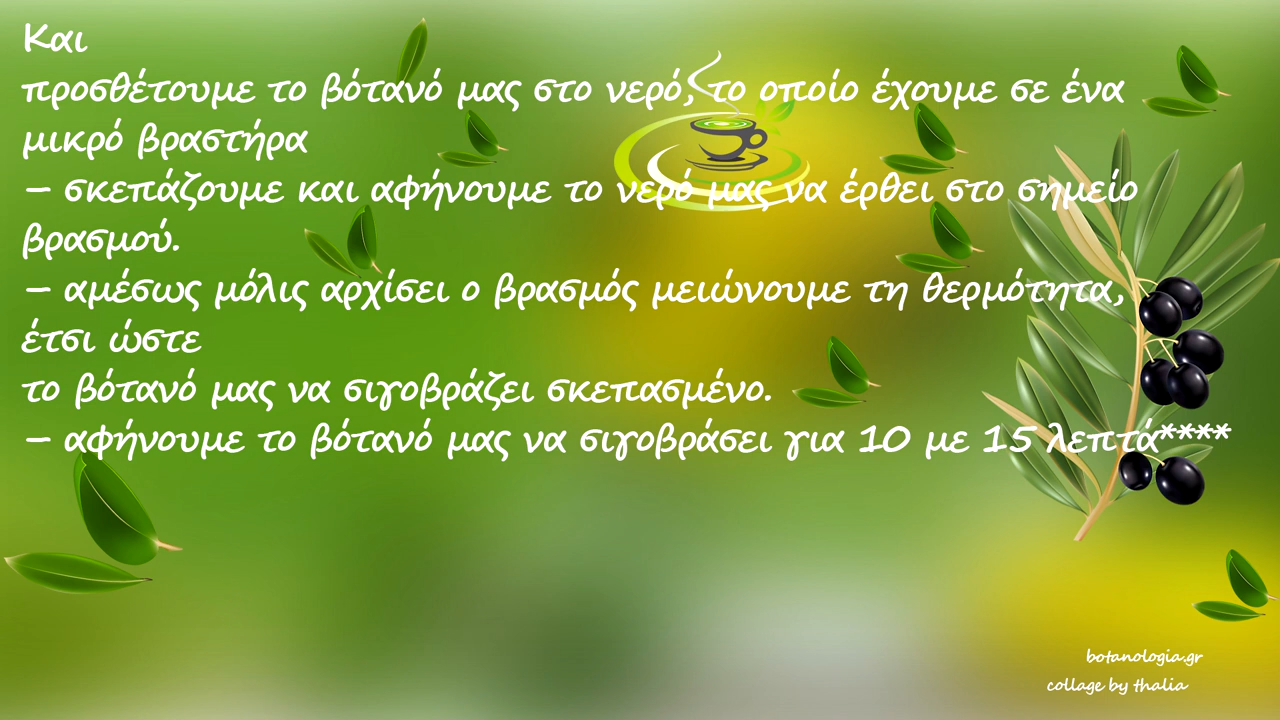 Και
προσθέτουμε το βότανό μας στο νερό, το οποίο έχουμε σε ένα
μικρό βραστήρα
– σκεπάζουμε και αφήνουμε το νερό μας να έρθει στο σημείο
βρασμού.
– αμέσως μόλις αρχίσει ο βρασμός μειώνουμε τη θερμότητα,
έτσι ώστε
το βότανό μας να σιγοβράζει σκεπασμένο.
– αφήνουμε το βότανό μας να σιγοβράσει για 10 με 15 λεπτά****
botanologia.gr
collage by thalia